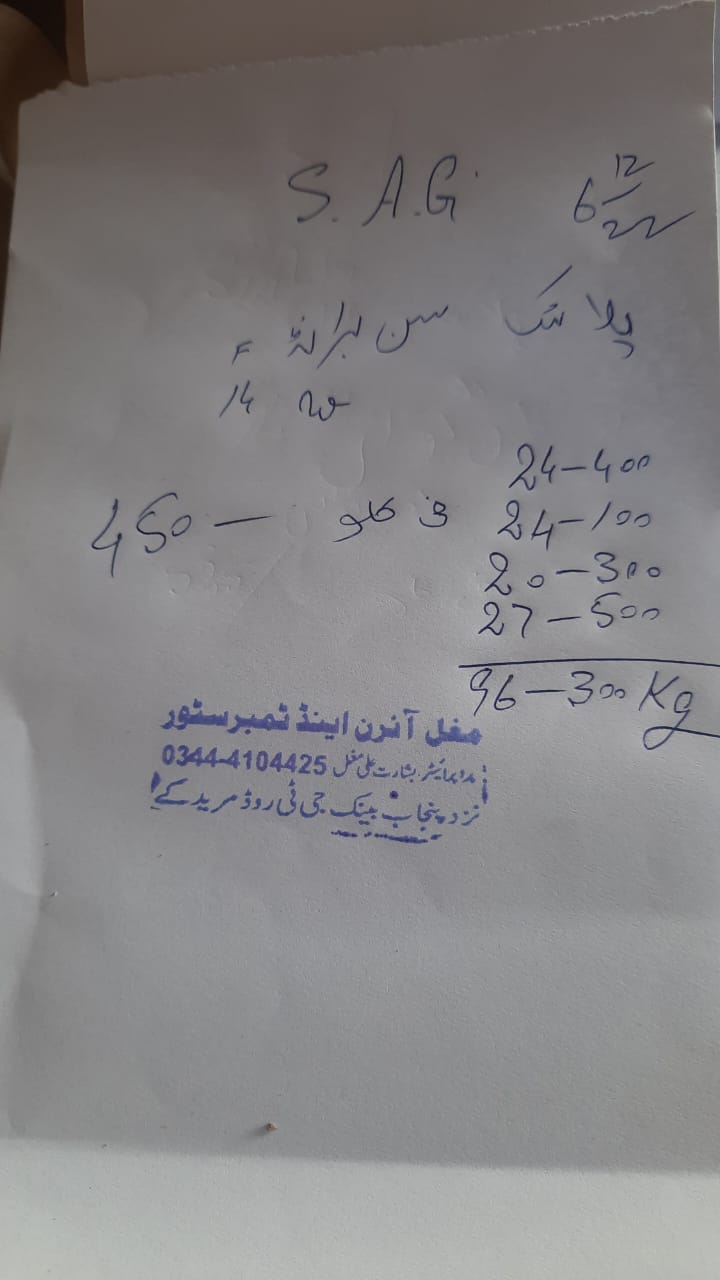 S. A.G. 6 12/22
پلاسٹک سن برانڈ F
14
24-400
24-100
فی کلو - 450
20-300
27-500
96-300 Kg
مغل آئرن اینڈ ٹمبر سٹور
پروپرائیٹر: بشارت علی مغل 0344-4104425
نزد پنجاب بینک جی ٹی روڈ مریدکے